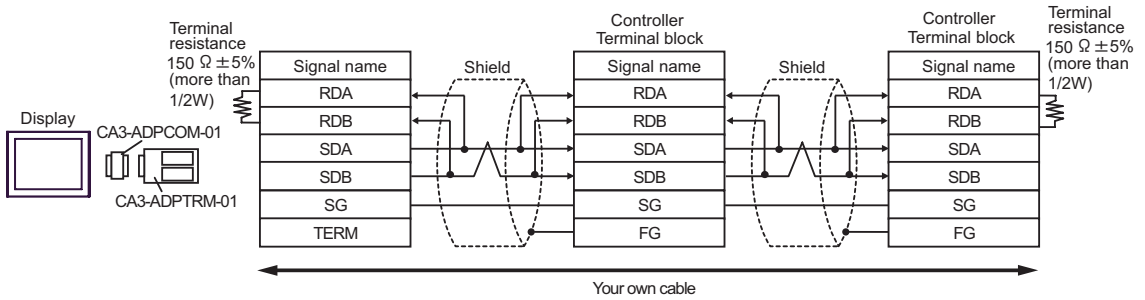 Terminal
resistance
150 Ω ±5%
(more than
1/2W)
Display
CA3-ADPCOM-01
CA3-ADPTRM-01
Signal name
RDA
RDB
SDA
SDB
SG
TERM
Shield
Controller
Terminal block
Signal name
RDA
RDB
SDA
SDB
SG
FG
Shield
Controller
Terminal block
Signal name
RDA
RDB
SDA
SDB
SG
FG
Terminal
resistance
150 Ω ±5%
(more than
1/2W)
Your own cable